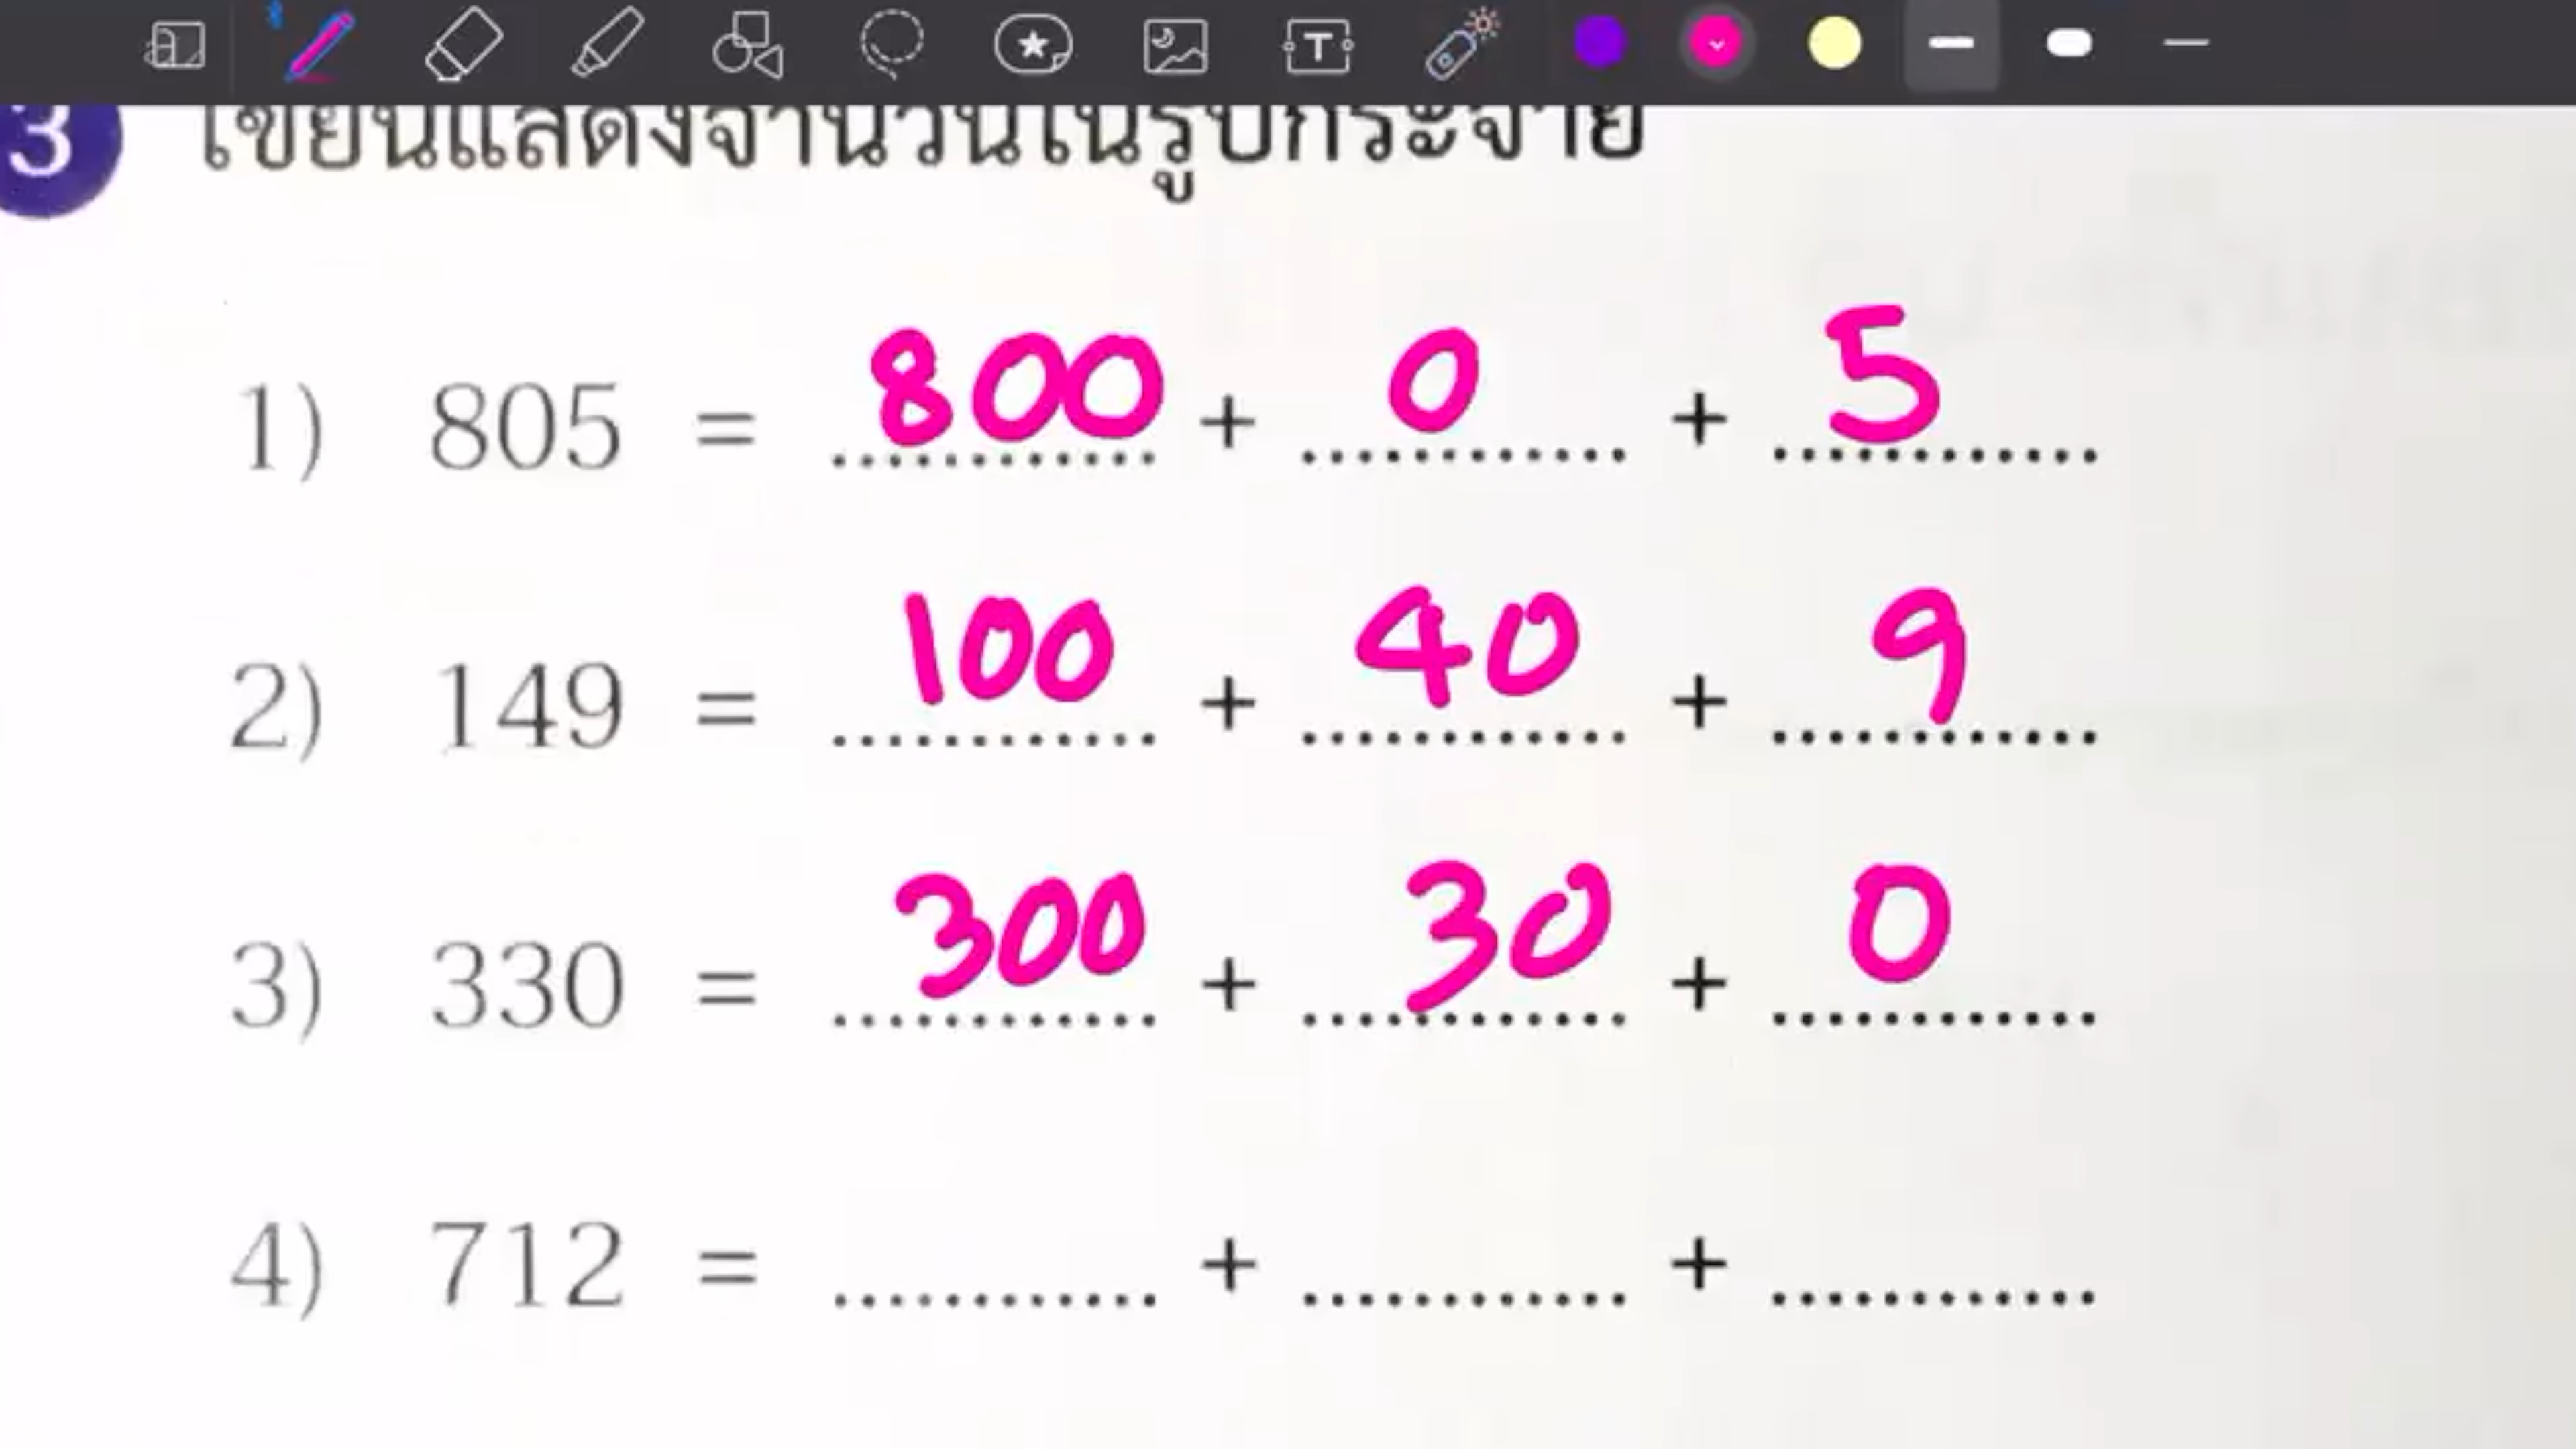 3 เขียนแสดงจำนวนในรูปกระจาย
1) 805 = 800 + 0 + 5
2) 149 = 100 + 40 + 9
3) 330 = 300 + 30 + 0
4) 712 = ............ + ............ + ............